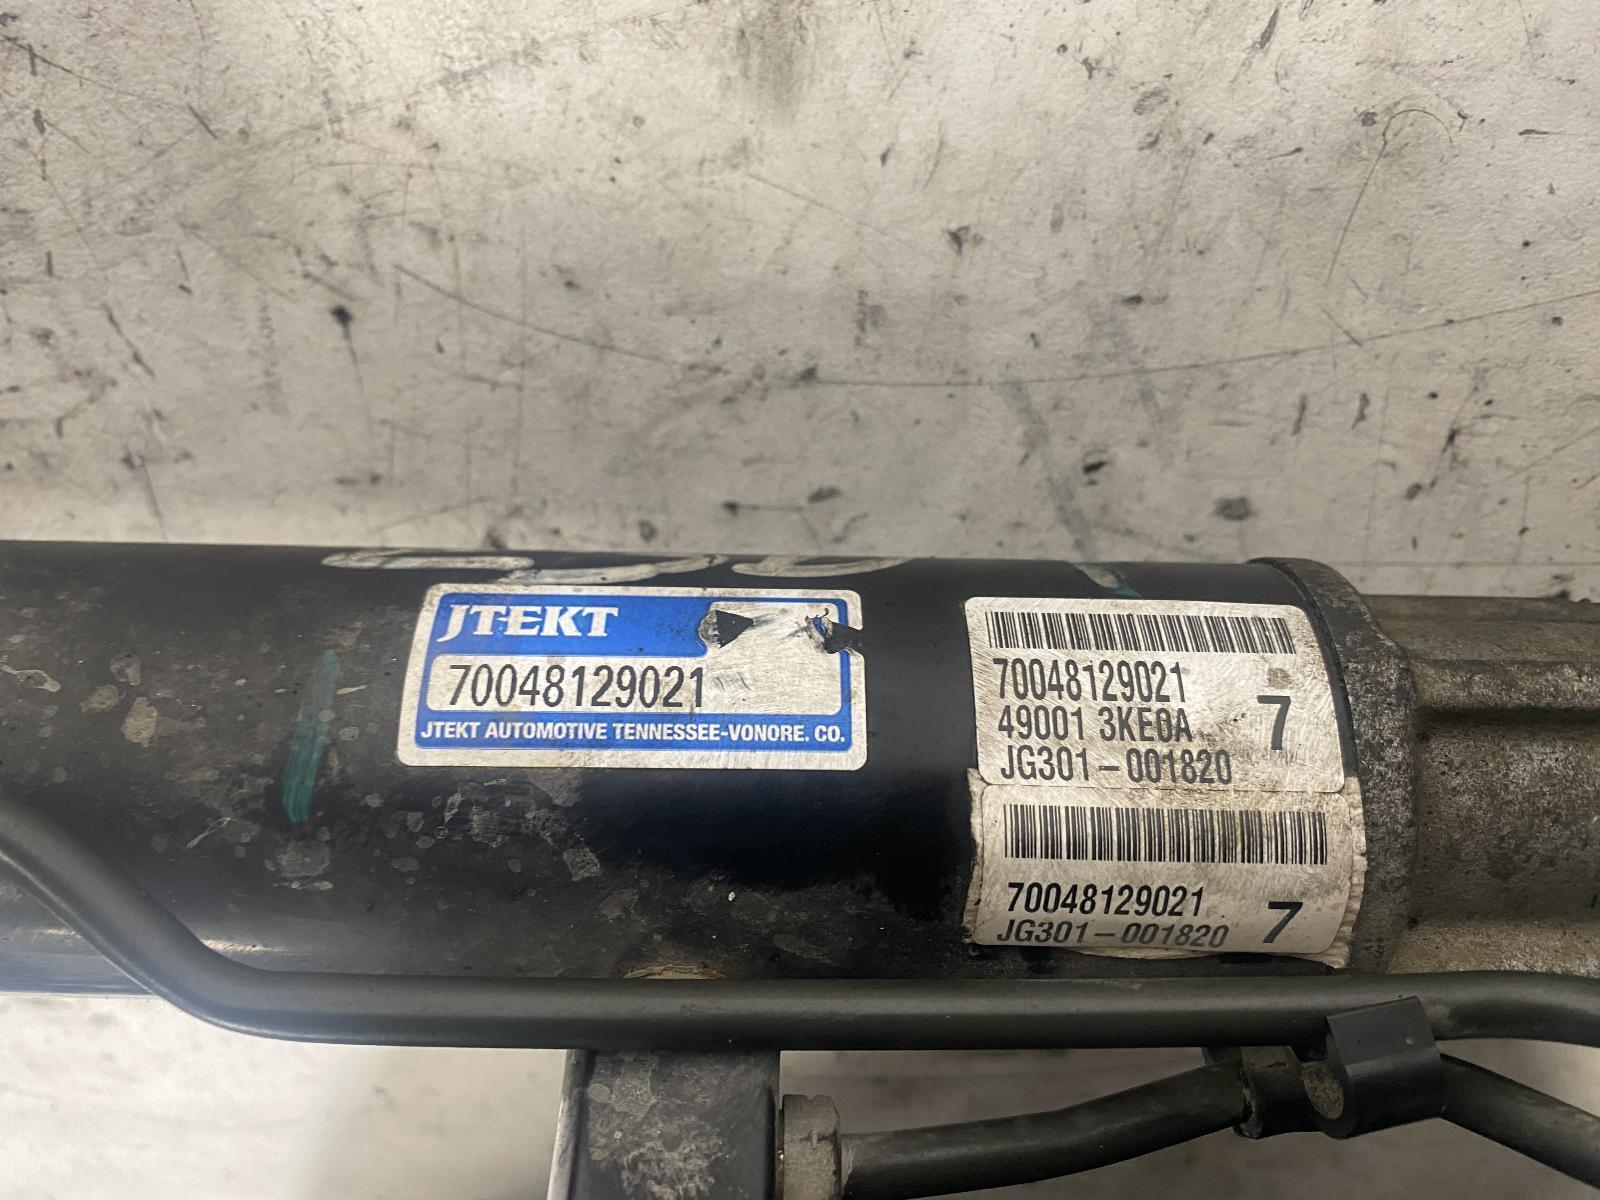 JTEKT
70048129021
JTEKT AUTOMOTIVE TENNESSEE-VONORE. CO.
70048129021
49001 3KE0A
7
JG301-001820
70048129021
7
JG301-001820